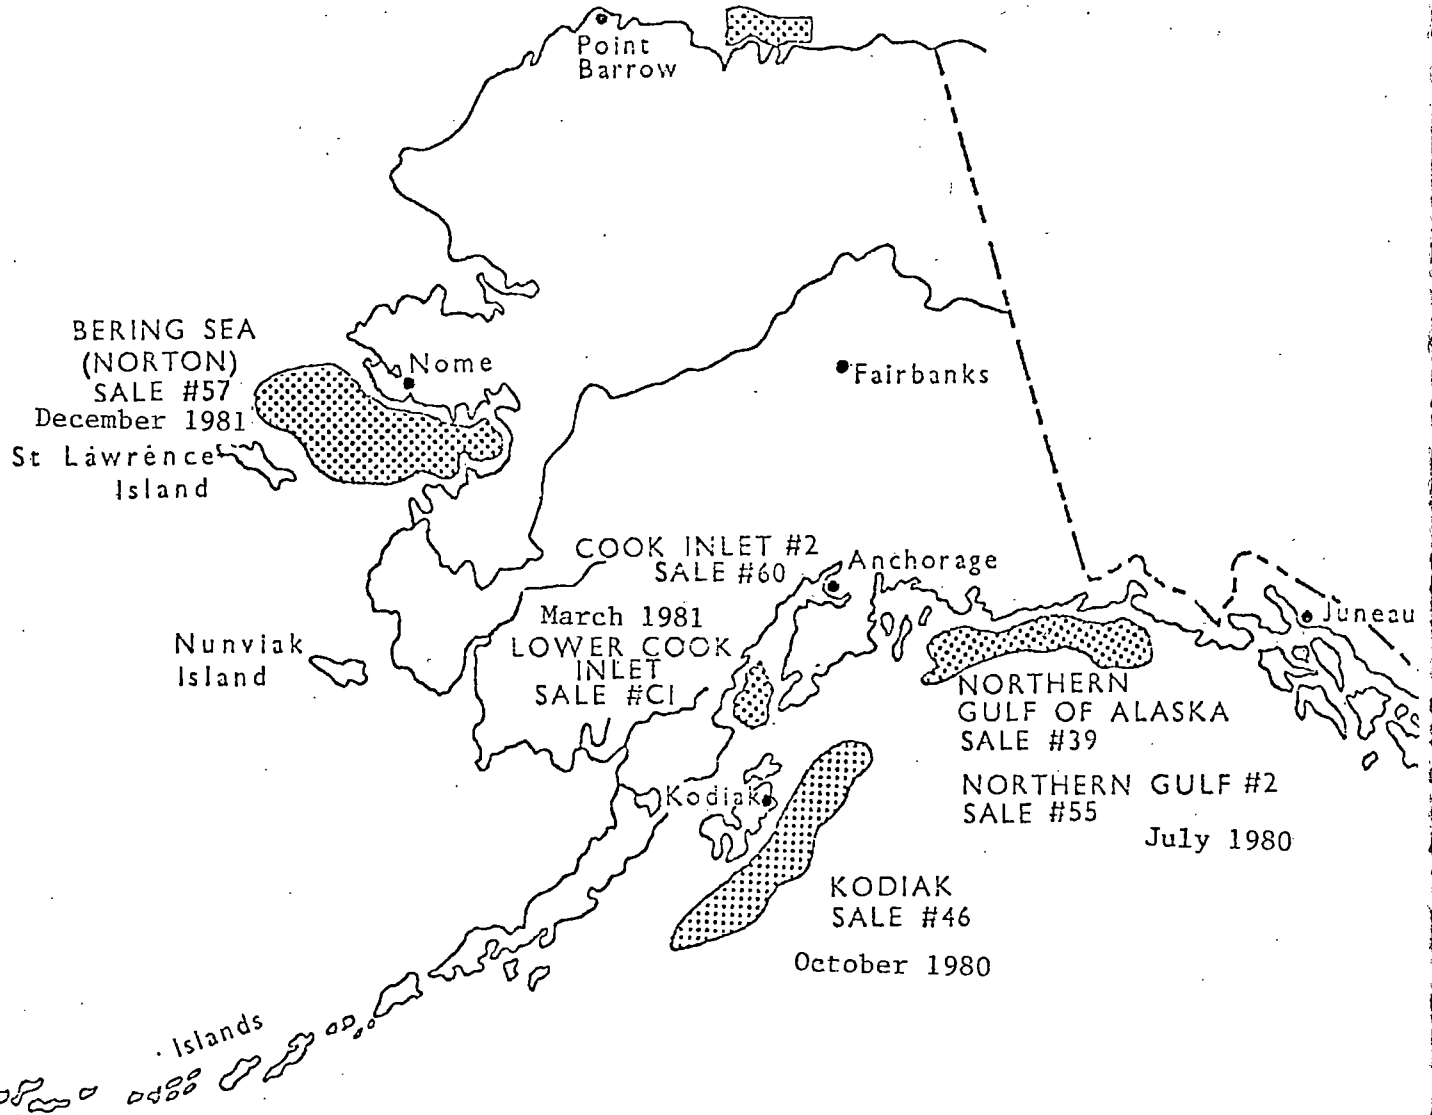 Point
Barrow
BERING SEA
(NORTON)
SALE #57
December 1981
Nome
Fairbanks
St Lawrence
Island
COOK INLET #2
SALE #60
March 1981
Anchorage
LOWER COOK
INLET
SALE #CI
Nunviak
Island
Juneau
NORTHERN
GULF OF ALASKA
SALE #39
NORTHERN GULF #2
SALE #55
July 1980
Kodiak
KODIAK
SALE #46
October 1980
Islands